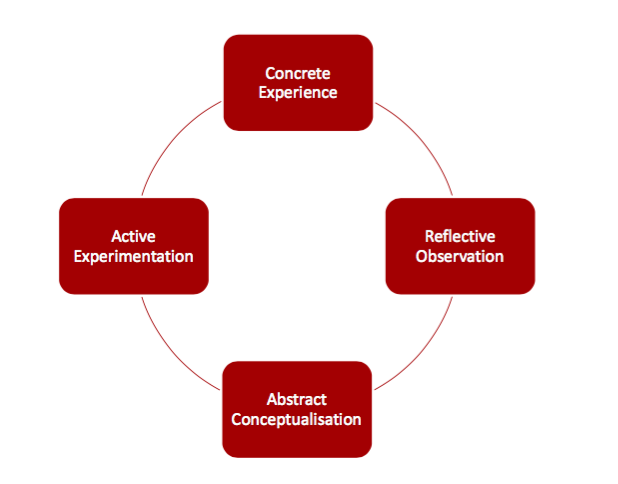 Concrete
Experience
Reflective
Observation
Abstract
Conceptualisation
Active
Experimentation